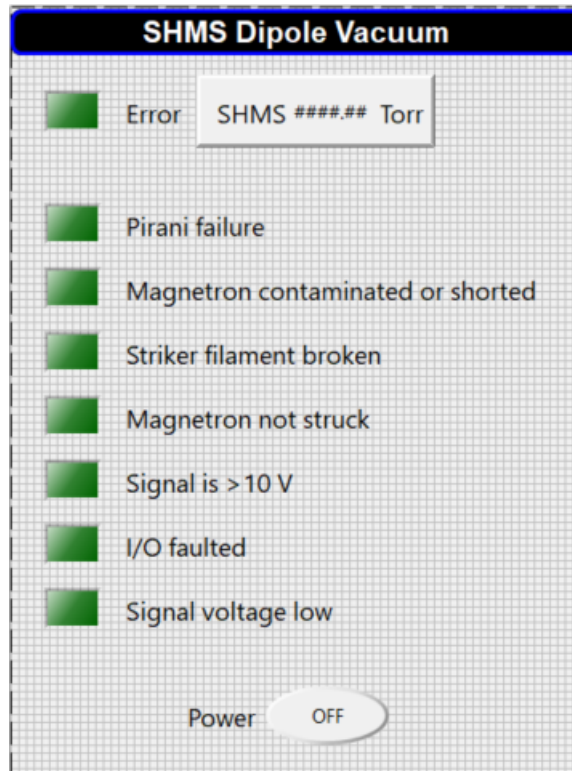 SHMS Dipole Vacuum
Error SHMS ####.## Torr
Pirani failure
Magnetron contaminated or shorted
Striker filament broken
Magnetron not struck
Signal is >10 V
I/O faulted
Signal voltage low
Power OFF